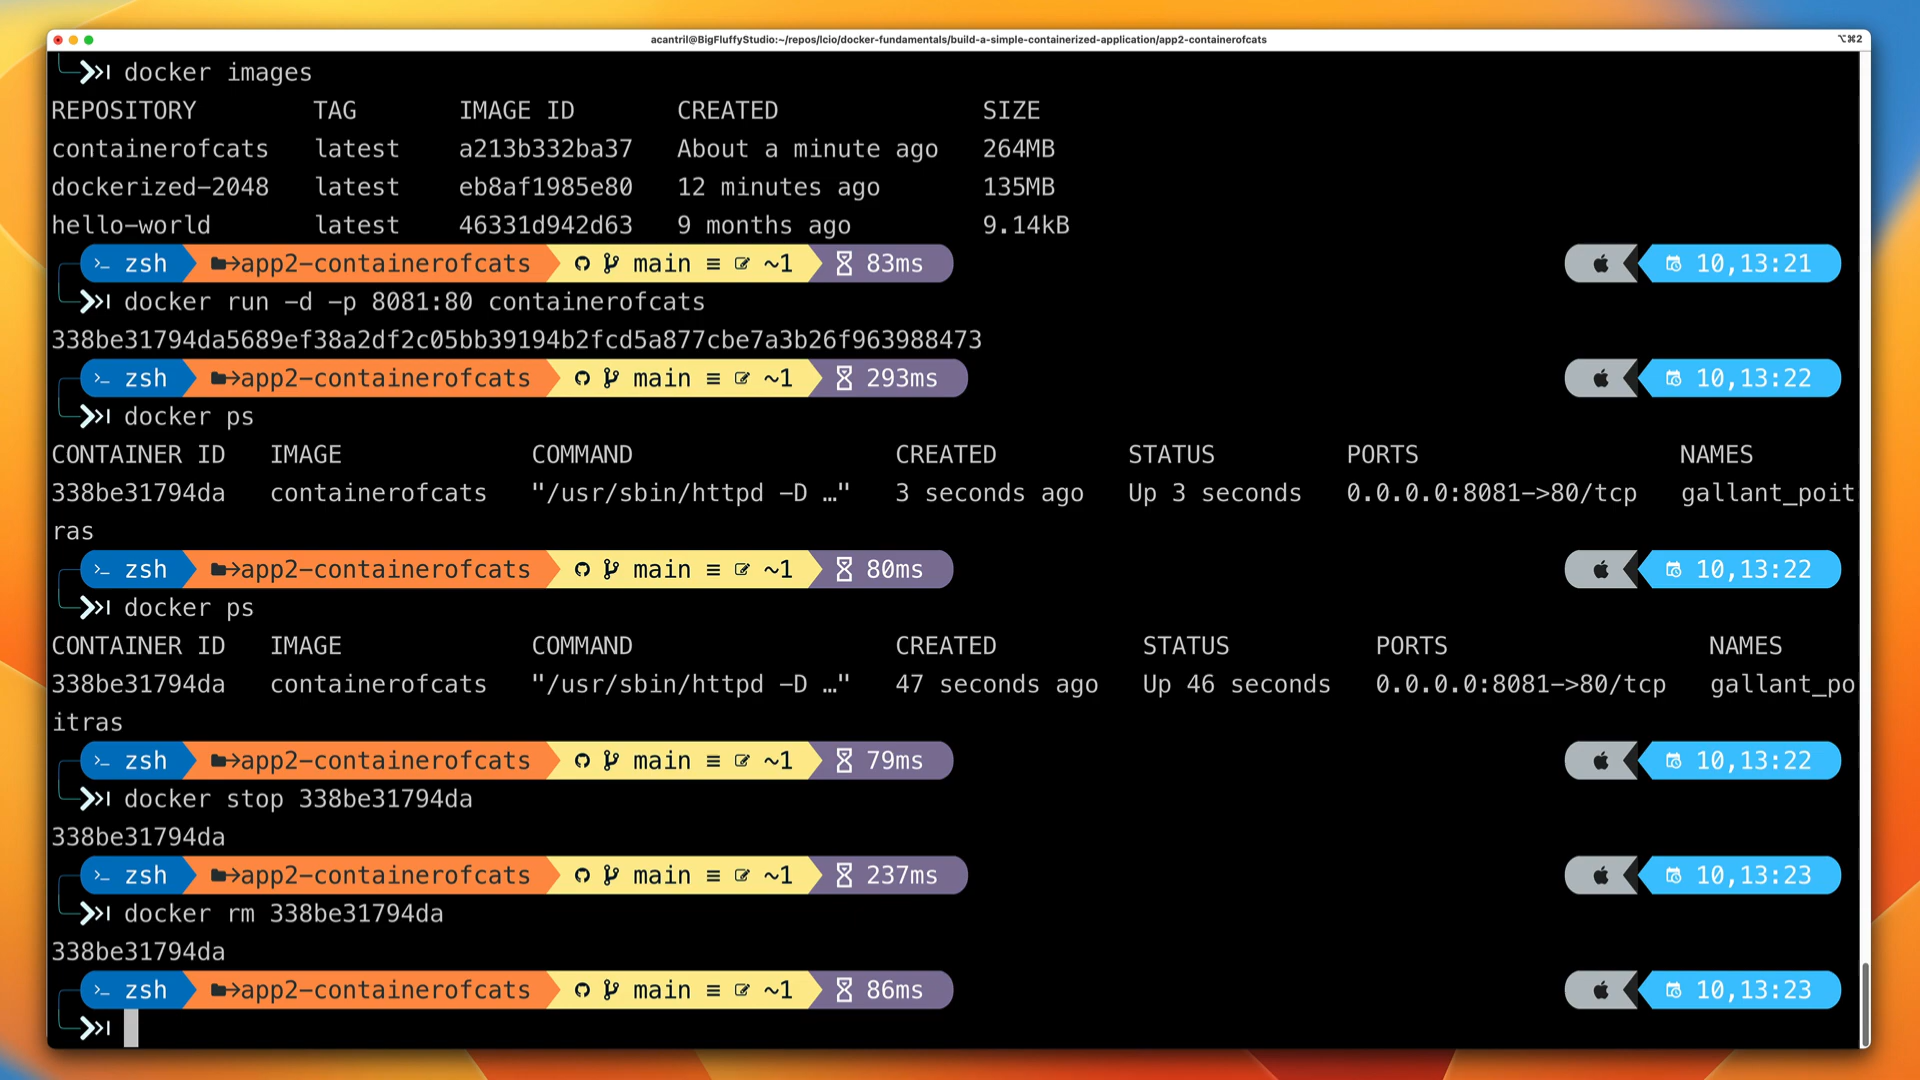 acantril@BigFluffyStudio:~/repos/lcio/docker-fundamentals/build-a-simple-containerized-application/app2-containerofcats
⌥⌘2
docker images
REPOSITORY TAG IMAGE ID CREATED SIZE
containerofcats latest a213b332ba37 About a minute ago 264MB
dockerized-2048 latest eb8af1985e80 12 minutes ago 135MB
hello-world latest 46331d942d63 9 months ago 9.14kB
>_ zsh →app2-containerofcats main ≡ ~1 83ms 10,13:21
docker run -d -p 8081:80 containerofcats
338be31794da5689ef38a2df2c05bb39194b2fcd5a877cbe7a3b26f963988473
>_ zsh →app2-containerofcats main ≡ ~1 293ms 10,13:22
docker ps
CONTAINER ID IMAGE COMMAND CREATED STATUS PORTS NAMES
338be31794da containerofcats "/usr/sbin/httpd -D …" 3 seconds ago Up 3 seconds 0.0.0.0:8081->80/tcp gallant_poit
ras
>_ zsh →app2-containerofcats main ≡ ~1 80ms 10,13:22
docker ps
CONTAINER ID IMAGE COMMAND CREATED STATUS PORTS NAMES
338be31794da containerofcats "/usr/sbin/httpd -D …" 47 seconds ago Up 46 seconds 0.0.0.0:8081->80/tcp gallant_po
itras
>_ zsh →app2-containerofcats main ≡ ~1 79ms 10,13:22
docker stop 338be31794da
338be31794da
>_ zsh →app2-containerofcats main ≡ ~1 237ms 10,13:23
docker rm 338be31794da
338be31794da
>_ zsh →app2-containerofcats main ≡ ~1 86ms 10,13:23